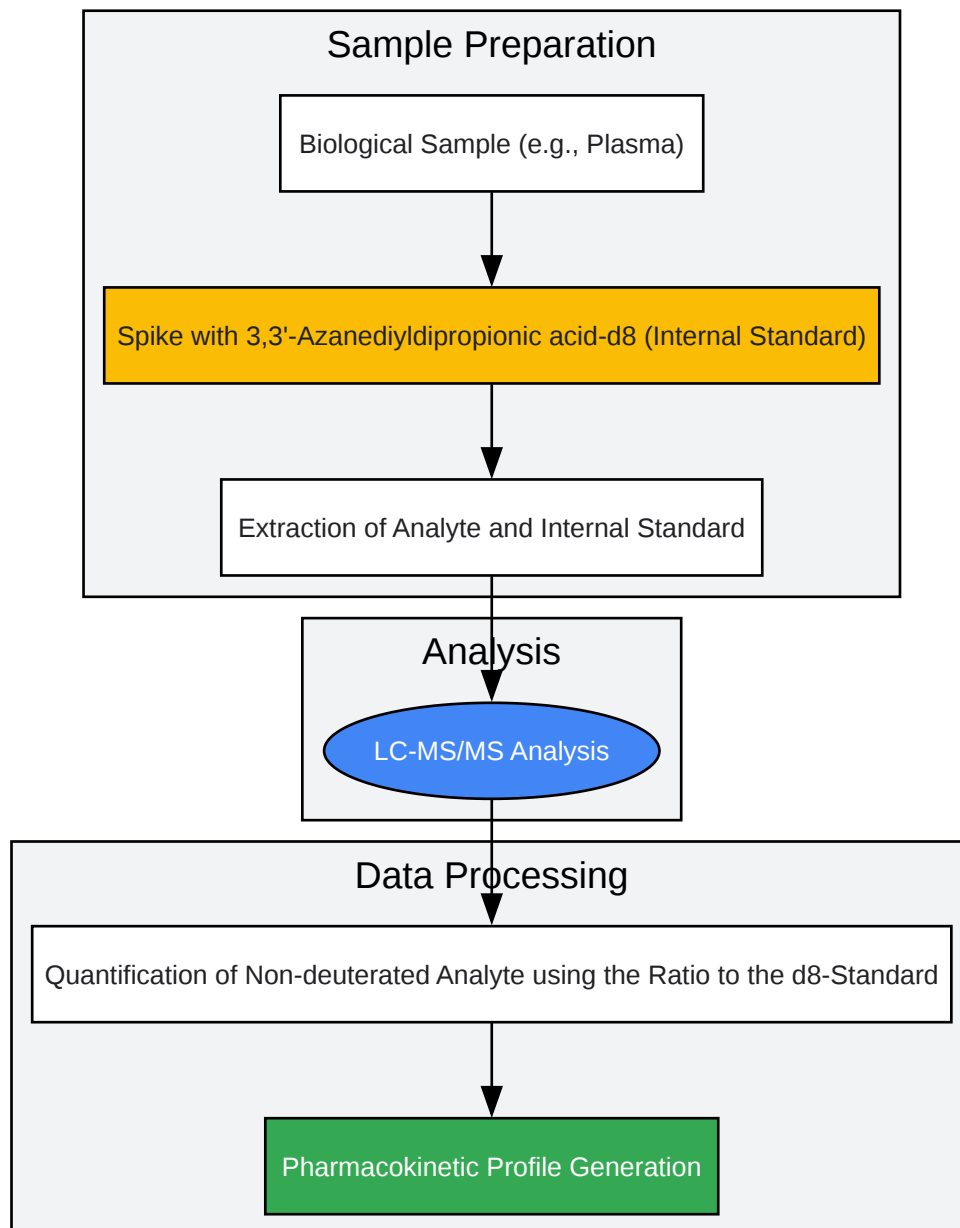 Sample Preparation
Biological Sample (e.g., Plasma)
Spike with 3,3'-Azanediyldipropionic acid-d8 (Internal Standard)
Extraction of Analyte and Internal Standard
Analysis
LC-MS/MS Analysis
Data Processing
Quantification of Non-deuterated Analyte using the Ratio to the d8-Standard
Pharmacokinetic Profile Generation